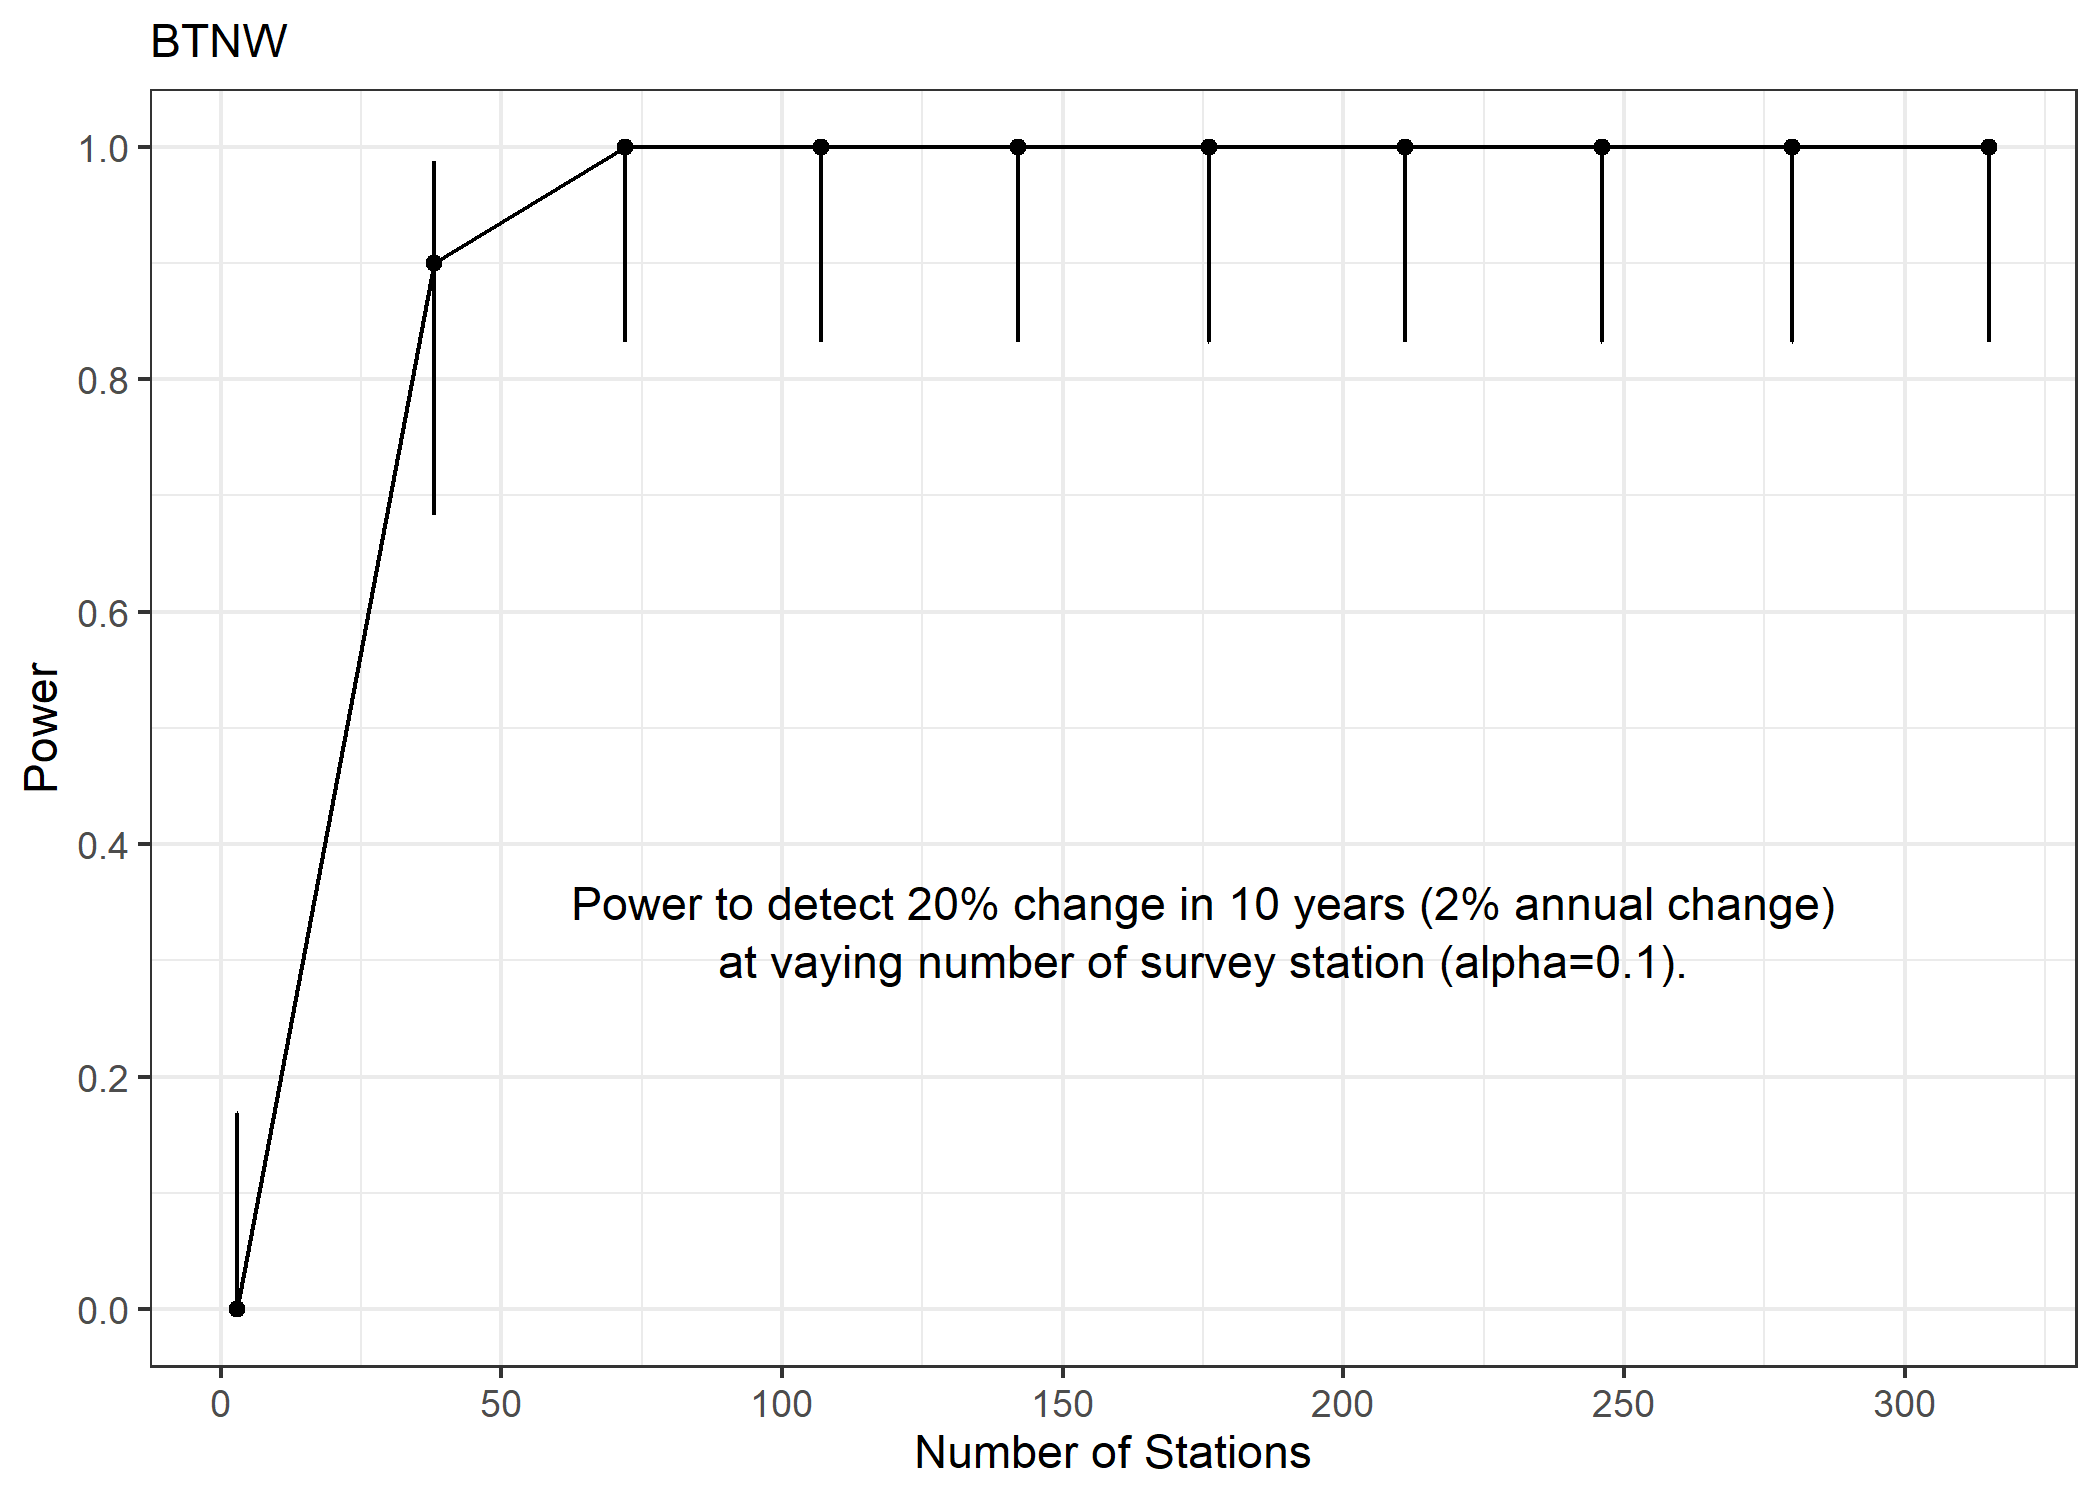 BTNW
1.0
0.8
0.6
0.4
0.2
0.0
Power
Power to detect 20% change in 10 years (2% annual change)
at vaying number of survey station (alpha=0.1).
0 50 100 150 200 250 300
Number of Stations